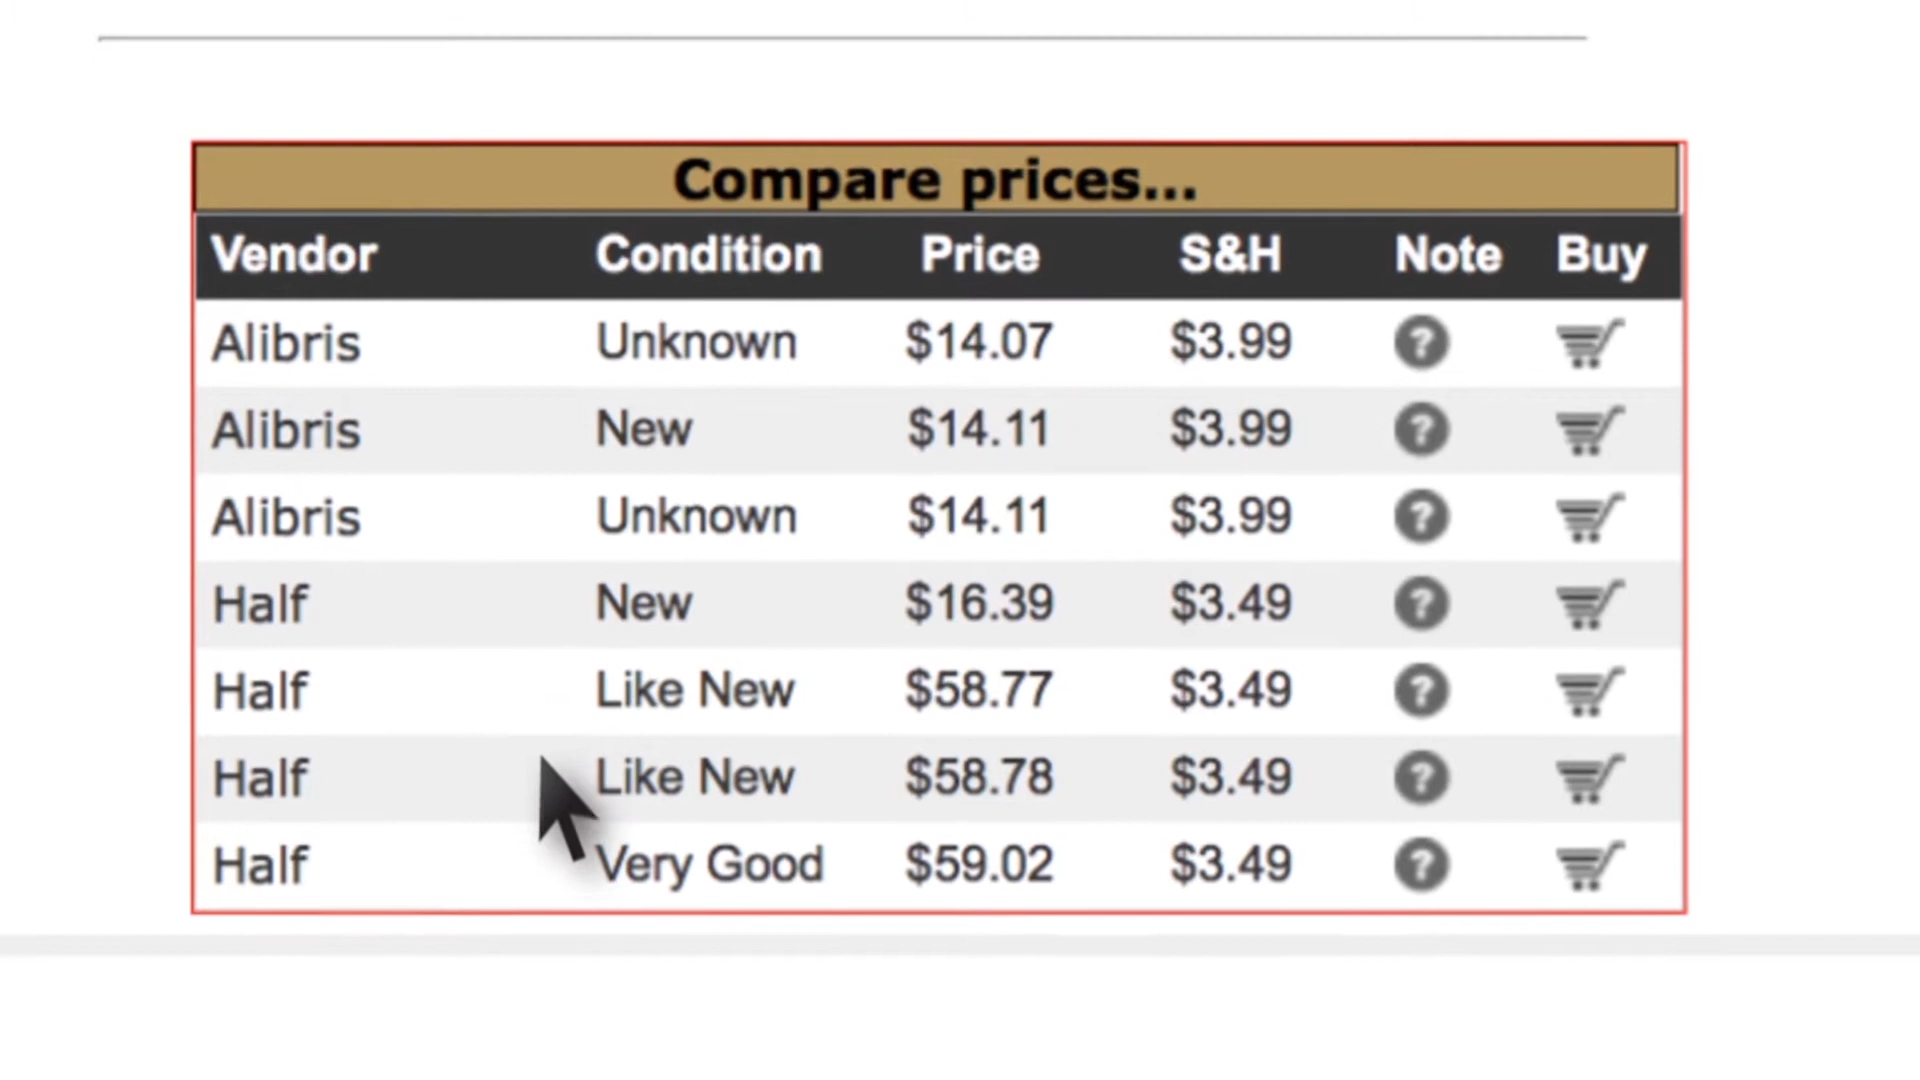 Compare prices...
Vendor Condition Price S&H Note Buy
Alibris Unknown $14.07 $3.99 ?
Alibris New $14.11 $3.99 ?
Alibris Unknown $14.11 $3.99 ?
Half New $16.39 $3.49 ?
Half Like New $58.77 $3.49 ?
Half Like New $58.78 $3.49 ?
Half Very Good $59.02 $3.49 ?